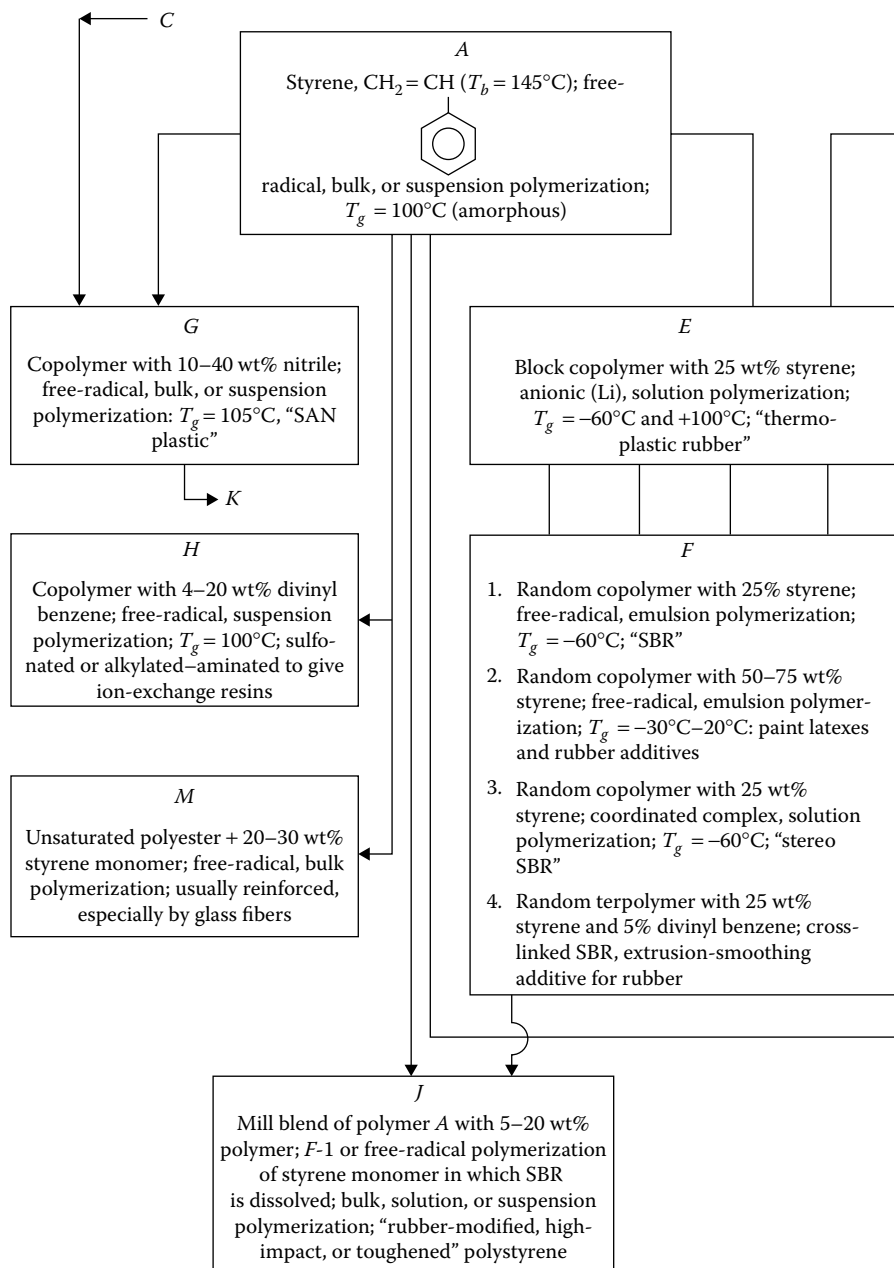 C
A
Styrene, CH₂ = CH (T_b = 145°C); free-
radical, bulk, or suspension polymerization;
T_g = 100°C (amorphous)
G
Copolymer with 10–40 wt% nitrile;
free-radical, bulk, or suspension
polymerization: T_g = 105°C, “SAN
plastic”
K
E
Block copolymer with 25 wt% styrene;
anionic (Li), solution polymerization;
T_g = –60°C and +100°C; “thermo-
plastic rubber”
H
Copolymer with 4–20 wt% divinyl
benzene; free-radical, suspension
polymerization; T_g = 100°C; sulfo-
nated or alkylated–aminated to give
ion-exchange resins
F
1. Random copolymer with 25% styrene;
free-radical, emulsion polymerization;
T_g = –60°C; “SBR”
2. Random copolymer with 50–75 wt%
styrene; free-radical, emulsion polymer-
ization; T_g = –30°C–20°C: paint latexes
and rubber additives
3. Random copolymer with 25 wt%
styrene; coordinated complex, solution
polymerization; T_g = –60°C; “stereo
SBR”
4. Random terpolymer with 25 wt%
styrene and 5% divinyl benzene; cross-
linked SBR, extrusion-smoothing
additive for rubber
M
Unsaturated polyester + 20–30 wt%
styrene monomer; free-radical, bulk
polymerization; usually reinforced,
especially by glass fibers
J
Mill blend of polymer A with 5–20 wt%
polymer; F-1 or free-radical polymerization
of styrene monomer in which SBR
is dissolved; bulk, solution, or suspension
polymerization; “rubber-modified, high-
impact, or toughened” polystyrene